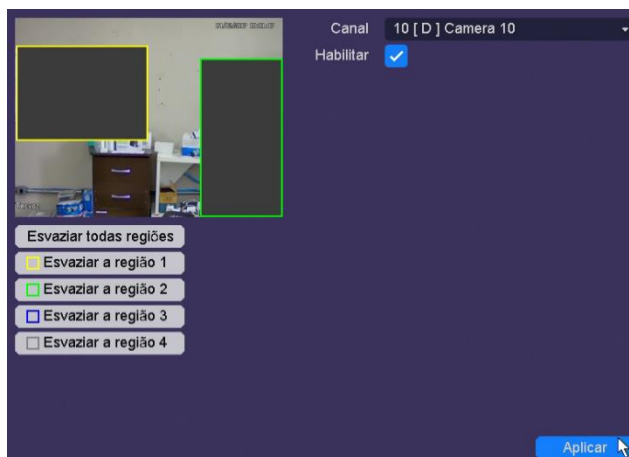 Canal 10 [ D ] Camera 10
Habilitar
Esvaziar todas regiões
Esvaziar a região 1
Esvaziar a região 2
Esvaziar a região 3
Esvaziar a região 4
Aplicar